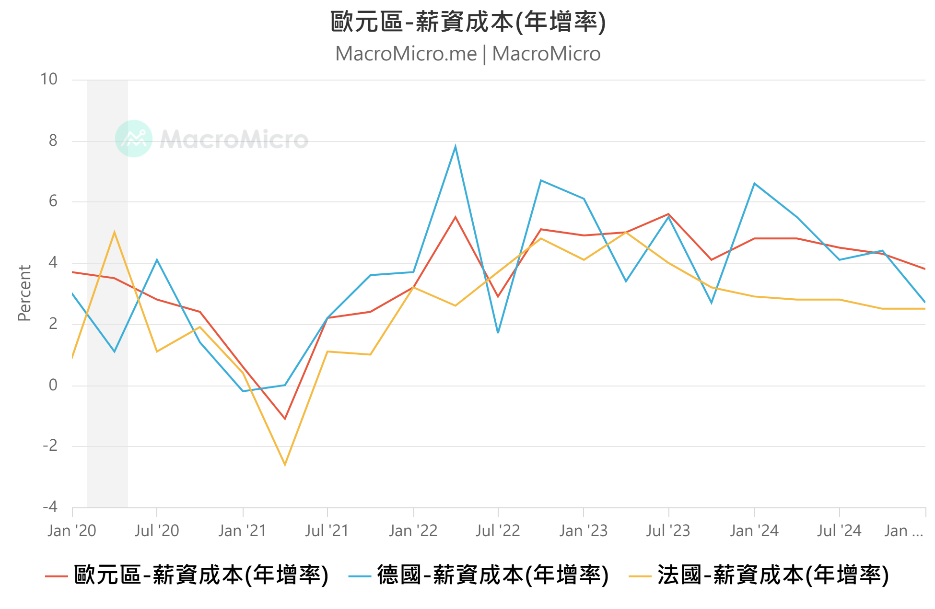 歐元區-薪資成本(年增率)
MacroMicro.me | MacroMicro
10
MacroMicro
8
6
4
2
0
-2
-4
Percent
Jan '20 Jul '20 Jan '21 Jul '21 Jan '22 Jul '22 Jan '23 Jul '23 Jan '24 Jul '24 Jan ...
歐元區-薪資成本(年增率) 德國-薪資成本(年增率) 法國-薪資成本(年增率)